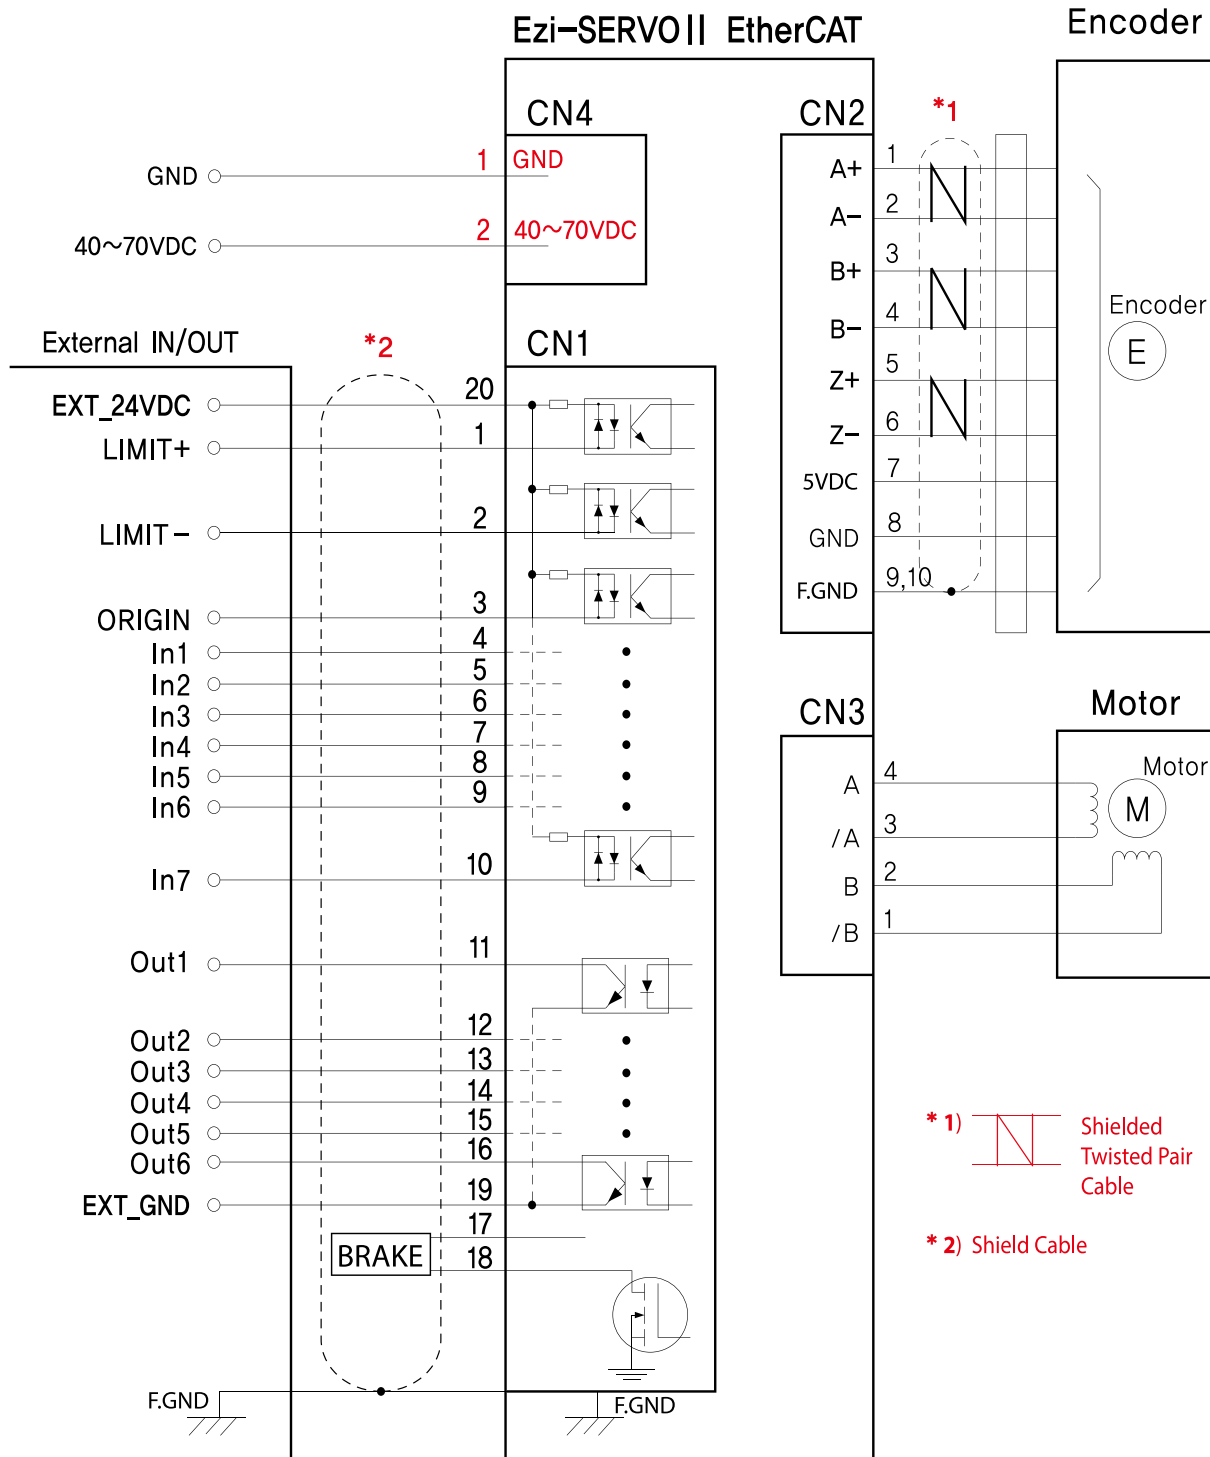 Ezi-SERVOII EtherCAT
Encoder
CN4
1 GND
GND
2 40~70VDC
40~70VDC
CN2
*1
A+ 1
A- 2
B+ 3
B- 4
Z+ 5
Z- 6
5VDC 7
GND 8
F.GND 9,10
Encoder
E
External IN/OUT
*2
CN1
EXT_24VDC 20
LIMIT+ 1
LIMIT- 2
ORIGIN 3
In1 4
In2 5
In3 6
In4 7
In5 8
In6 9
In7 10
Out1 11
Out2 12
Out3 13
Out4 14
Out5 15
Out6 16
EXT_GND 19
17
BRAKE 18
F.GND
F.GND
CN3
Motor
A 4
/A 3
B 2
/B 1
Motor
M
* 1) Shielded
Twisted Pair
Cable
* 2) Shield Cable